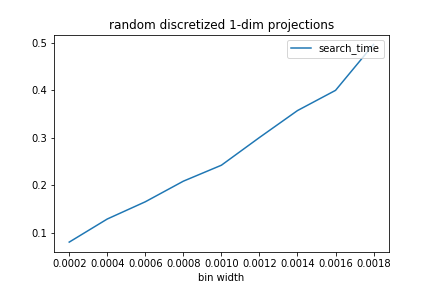 random discretized 1-dim projections
search_time
0.5
0.4
0.3
0.2
0.1
0.0002 0.0004 0.0006 0.0008 0.0010 0.0012 0.0014 0.0016 0.0018
bin width